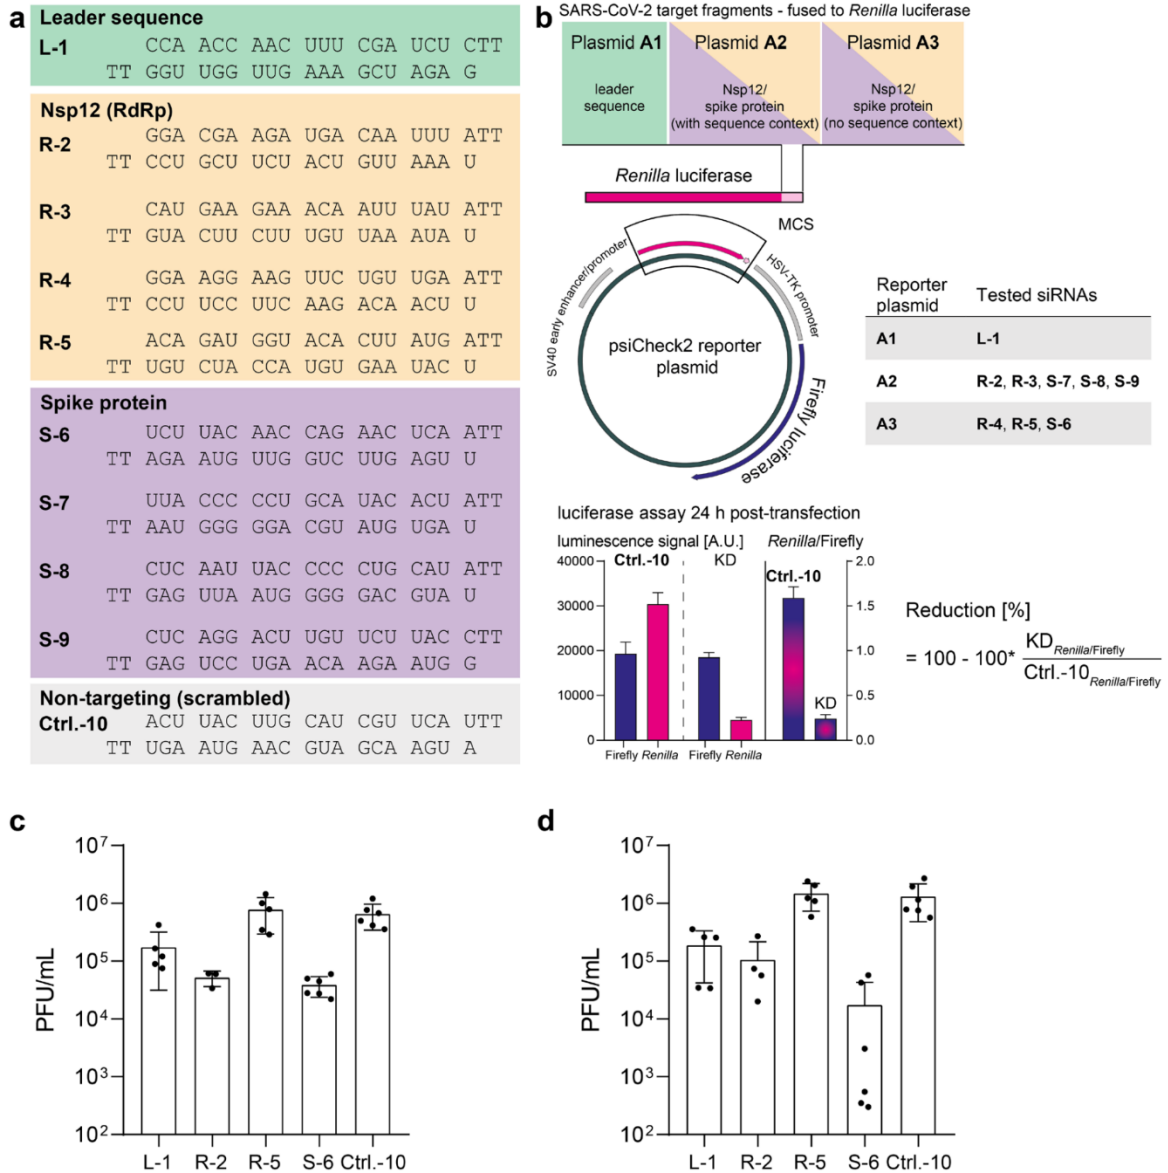 a
Leader sequence
L-1
CCA ACC AAC UUU CGA UCU CTT
TT GGU UGG UUG AAA GCU AGA G
Nsp12 (RdRp)
R-2
GGA CGA AGA UGA CAA UUU ATT
TT CCU GCU UCU ACU GUU AAA U
R-3
CAU GAA GAA ACA AUU UAU ATT
TT GUA CUU CUU UGU UAA AUA U
R-4
GGA AGG AAG UUC UGU UGA ATT
TT CCU UCC UUC AAG ACA ACU U
R-5
ACA GAU GGU ACA CUU AUG ATT
TT UGU CUA CCA UGU GAA UAC U
Spike protein
S-6
UCU UAC AAC CAG AAC UCA ATT
TT AGA AUG UUG GUC UUG AGU U
S-7
UUA CCC CCU GCA UAC ACU ATT
TT AAU GGG GGA CGU AUG UGA U
S-8
CUC AAU UAC CCC CUG CAU ATT
TT GAG UUA AUG GGG GAC GUA U
S-9
CUC AGG ACU UGU UCU UAC CTT
TT GAG UCC UGA ACA AGA AUG G
Non-targeting (scrambled)
Ctrl.-10
ACU UAC UUG CAU CGU UCA UTT
TT UGA AUG AAC GUA GCA AGU A
b
SARS-CoV-2 target fragments - fused to Renilla luciferase
Plasmid A1
leader
sequence
Plasmid A2
Nsp12/
spike protein
(with sequence context)
Plasmid A3
Nsp12/
spike protein
(no sequence context)
Renilla luciferase
MCS
SV40 early enhancer/promoter
HSV-TK promoter
psiCheck2 reporter
plasmid
Firefly luciferase
Reporter
plasmid
Tested siRNAs
A1 L-1
A2 R-2, R-3, S-7, S-8, S-9
A3 R-4, R-5, S-6
luciferase assay 24 h post-transfection
luminescence signal [A.U.]
Renilla/Firefly
Ctrl.-10
KD
40000
30000
20000
10000
0
Firefly Renilla
Firefly Renilla
Ctrl.-10
KD
2.0
1.5
1.0
0.5
0.0
Reduction [%]
= 100 - 100* KD Renilla/Firefly
Ctrl.-10 Renilla/Firefly
c
PFU/mL
10⁷
10⁶
10⁵
10⁴
10³
10²
L-1 R-2 R-5 S-6 Ctrl.-10
d
PFU/mL
10⁷
10⁶
10⁵
10⁴
10³
10²
L-1 R-2 R-5 S-6 Ctrl.-10